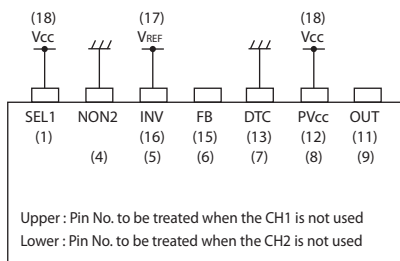 (18) (17) (18)
Vcc VREF Vcc
SEL1 NON2 INV FB DTC PVcc OUT
(1) (16) (15) (13) (12) (11)
(4) (5) (6) (7) (8) (9)
Upper : Pin No. to be treated when the CH1 is not used
Lower : Pin No. to be treated when the CH2 is not used